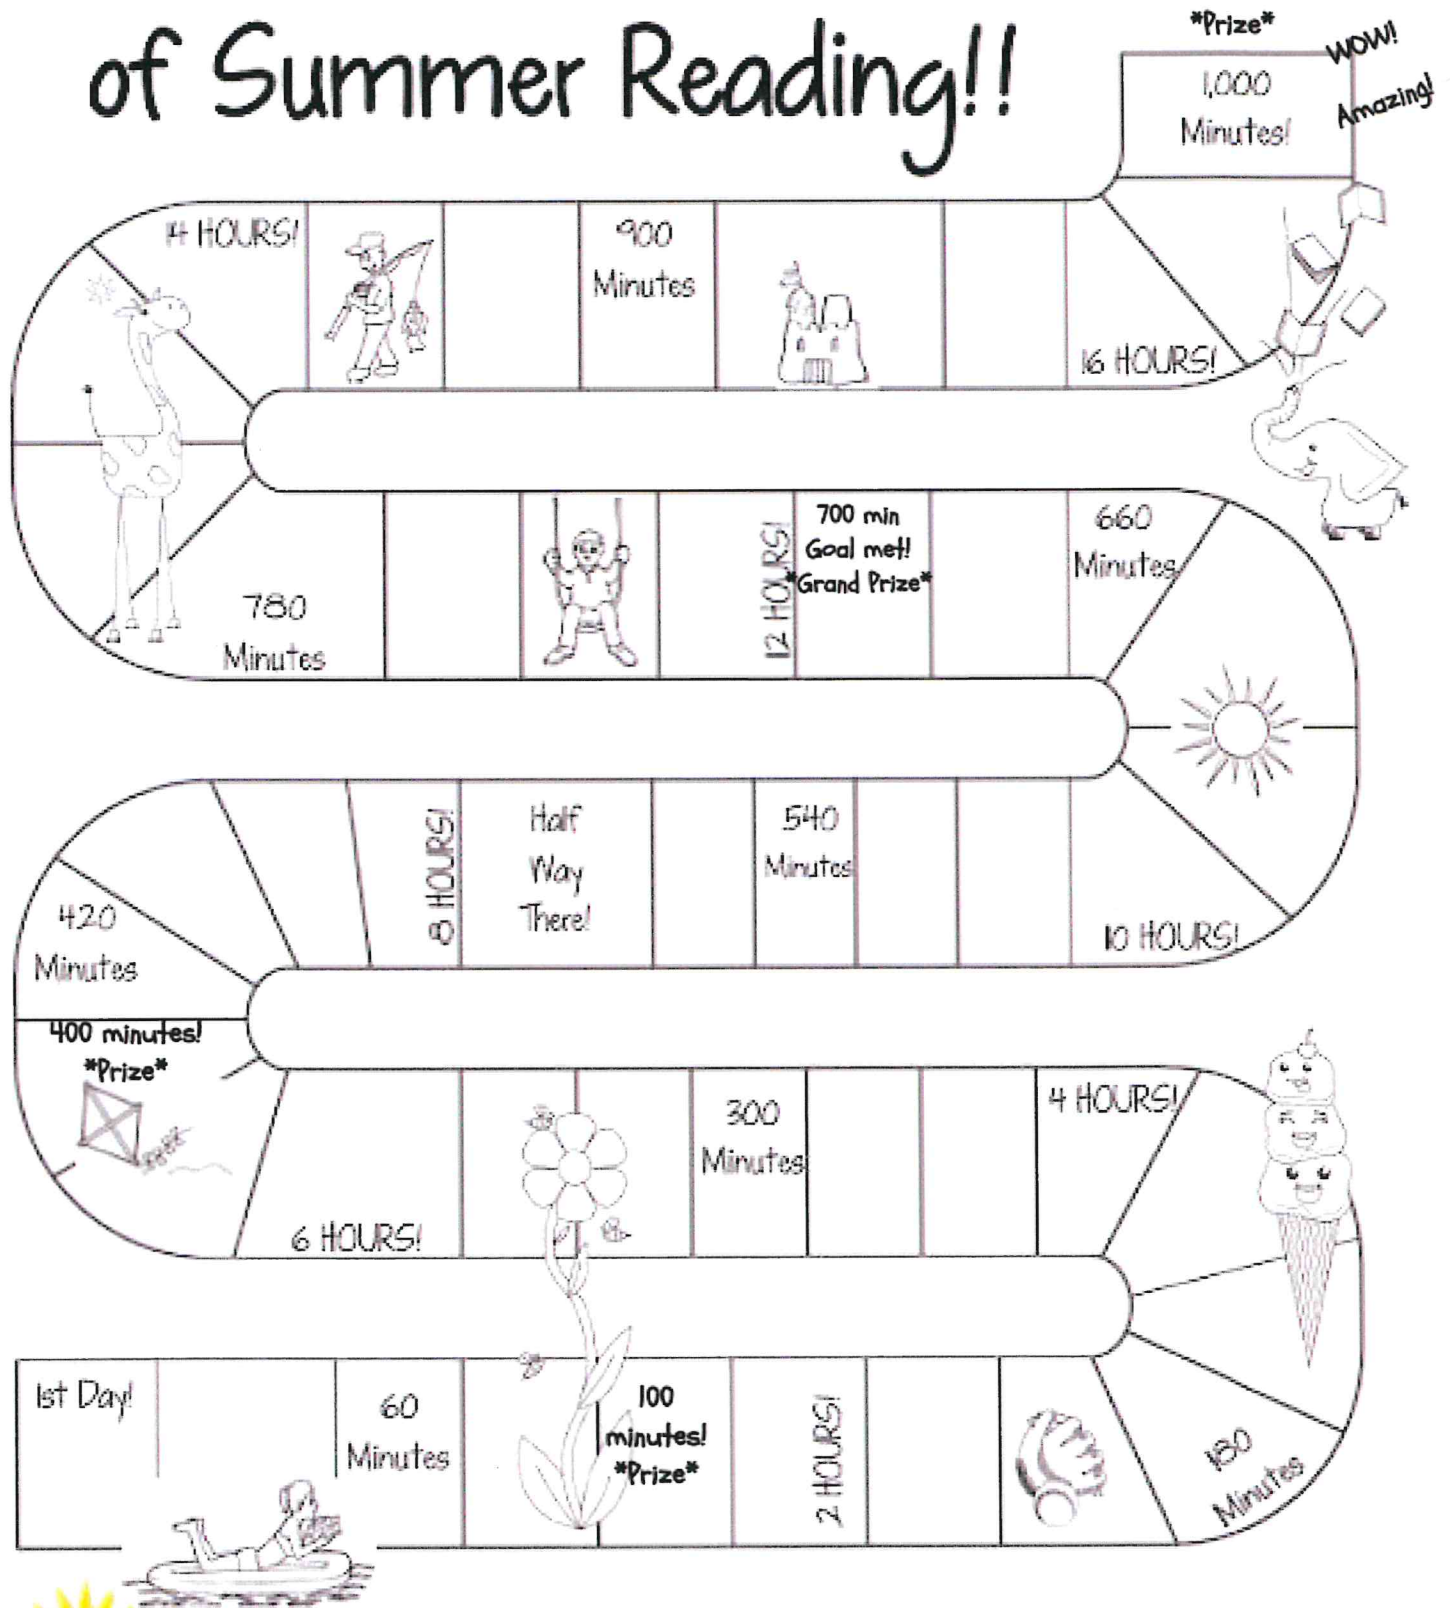 of Summer Reading!!
*Prize*
WOW!
Amazing!
1,000
Minutes!
14 HOURS!
900
Minutes
16 HOURS!
780
Minutes
12 HOURS!
700 min
Goal met!
*Grand Prize*
660
Minutes
420
Minutes
8 HOURS!
Half
Way
There!
540
Minutes
10 HOURS!
400 minutes!
*Prize*
6 HOURS!
300
Minutes
4 HOURS!
1st Day!
60
Minutes
100
minutes!
*Prize*
2 HOURS!
180
Minutes